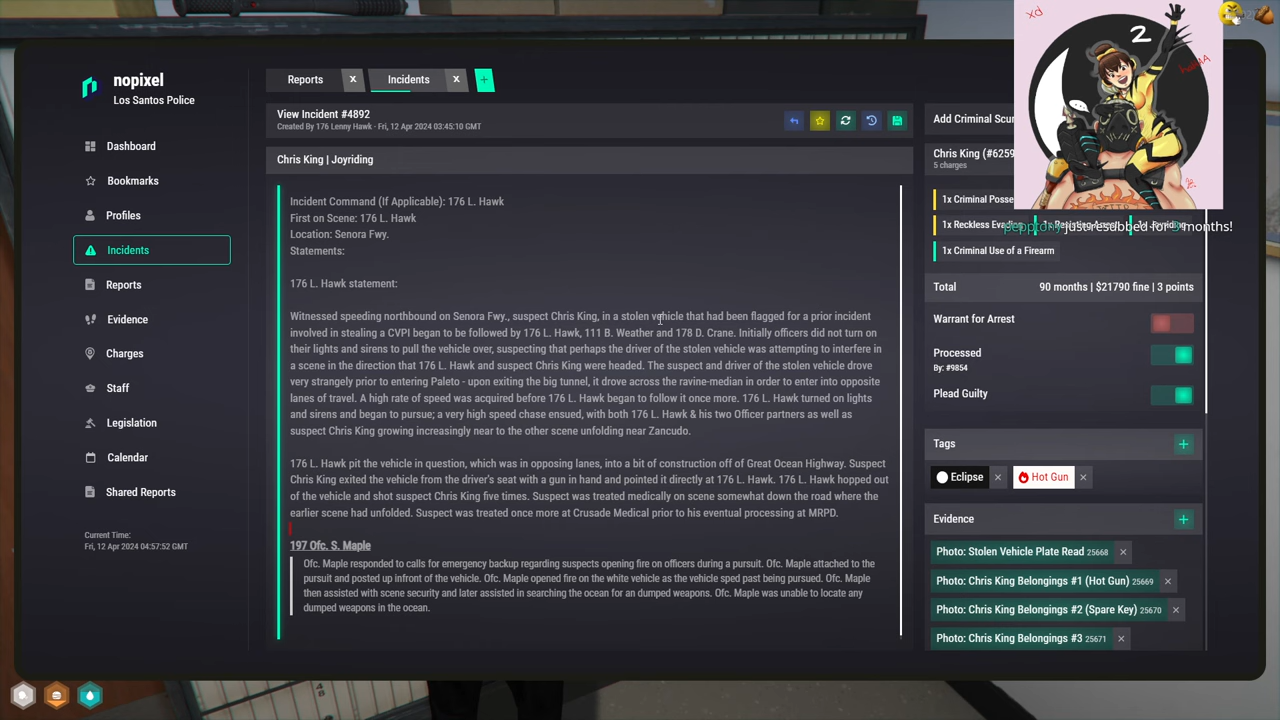 nopixel
Los Santos Police
Dashboard
Bookmarks
Profiles
Incidents
Reports
Evidence
Charges
Staff
Legislation
Calendar
Shared Reports
Current Time:
Fri, 12 Apr 2024 04:57:52 GMT
Reports x Incidents x +
View Incident #4892
Created By 176 Lenny Hawk - Fri, 12 Apr 2024 03:45:10 GMT
Chris King | Joyriding
Incident Command (If Applicable): 176 L. Hawk
First on Scene: 176 L. Hawk
Location: Senora Fwy.
Statements:
176 L. Hawk statement:
Witnessed speeding northbound on Senora Fwy., suspect Chris King, in a stolen vehicle that had been flagged for a prior incident
involved in stealing a CVPI began to be followed by 176 L. Hawk, 111 B. Weather and 178 D. Crane. Initially officers did not turn on
their lights and sirens to pull the vehicle over, suspecting that perhaps the driver of the stolen vehicle was attempting to interfere in
a scene in the direction that 176 L. Hawk and suspect Chris King were headed. The suspect and driver of the stolen vehicle drove
very strangely prior to entering Paleto - upon exiting the big tunnel, it drove across the ravine-median in order to enter into opposite
lanes of travel. A high rate of speed was acquired before 176 L. Hawk began to follow it once more. 176 L. Hawk turned on lights
and sirens and began to pursue; a very high speed chase ensued, with both 176 L. Hawk & his two Officer partners as well as
suspect Chris King growing increasingly near to the other scene unfolding near Zancudo.
176 L. Hawk pit the vehicle in question, which was in opposing lanes, into a bit of construction off of Great Ocean Highway. Suspect
Chris King exited the vehicle from the driver's seat with a gun in hand and pointed it directly at 176 L. Hawk. 176 L. Hawk hopped out
of the vehicle and shot suspect Chris King five times. Suspect was treated medically on scene somewhat down the road where the
earlier scene had unfolded. Suspect was treated once more at Crusade Medical prior to his eventual processing at MRPD.
197 Ofc. S. Maple
Ofc. Maple responded to calls for emergency backup regarding suspects opening fire on officers during a pursuit. Ofc. Maple attached to the
pursuit and posted up infront of the vehicle. Ofc. Maple opened fire on the white vehicle as the vehicle sped past being pursued. Ofc. Maple
then assisted with scene security and later assisted in searching the ocean for an dumped weapons. Ofc. Maple was unable to locate any
dumped weapons in the ocean.
xd
2
Add Criminal Scum
Chris King (#6259
5 charges
1x Criminal Posse
1x Reckless Evading 1x Resisting Arrest 1x Joyriding
just resubbed for months!
1x Criminal Use of a Firearm
Total 90 months | $21790 fine | 3 points
Warrant for Arrest
Processed
By: #9854
Plead Guilty
Tags +
Eclipse x Hot Gun x
Evidence +
Photo: Stolen Vehicle Plate Read 25668 x
Photo: Chris King Belongings #1 (Hot Gun) 25669 x
Photo: Chris King Belongings #2 (Spare Key) 25670 x
Photo: Chris King Belongings #3 25671 x